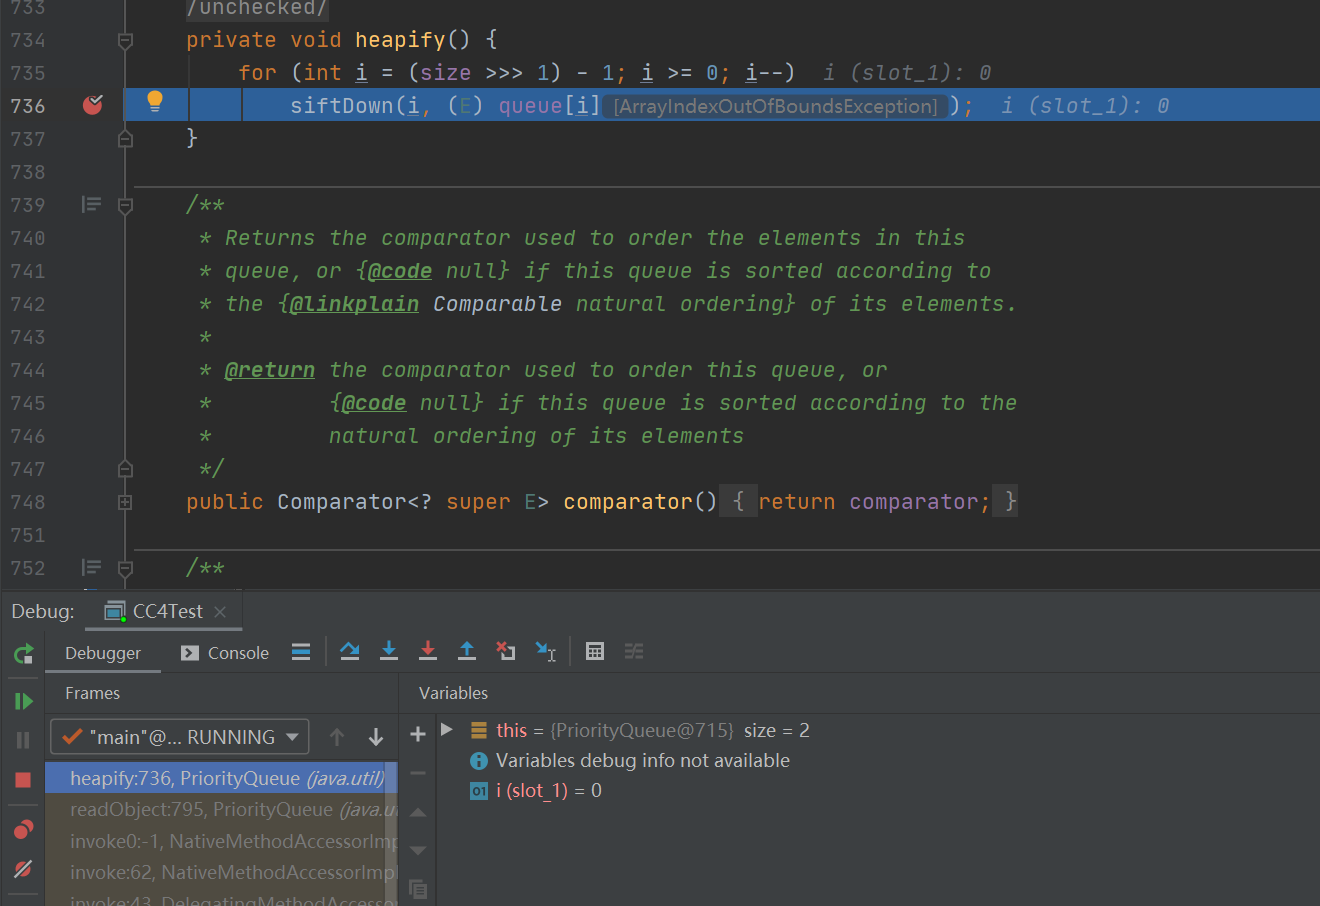 733 /unchecked/
734 private void heapify() {
735 for (int i = (size >>> 1) - 1; i >= 0; i--) i (slot_1): 0
736 siftDown(i, (E) queue[i] [ArrayIndexOutOfBoundsException] ); i (slot_1): 0
737 }
738
739 /**
740 * Returns the comparator used to order the elements in this
741 * queue, or {@code null} if this queue is sorted according to
742 * the {@linkplain Comparable natural ordering} of its elements.
743 *
744 * @return the comparator used to order this queue, or
745 * {@code null} if this queue is sorted according to the
746 * natural ordering of its elements
747 */
748 public Comparator<? super E> comparator() { return comparator; }
751
752 /**
Debug: CC4Test
Debugger Console
Frames Variables
"main"@... RUNNING
this = {PriorityQueue@715} size = 2
Variables debug info not available
01 i (slot_1) = 0
heapify:736, PriorityQueue (java.util)
readObject:795, PriorityQueue (java.u
invoke0:-1, NativeMethodAccessorImp
invoke:62, NativeMethodAccessorImpl
invoke:43, DelegatingMethodAccessor